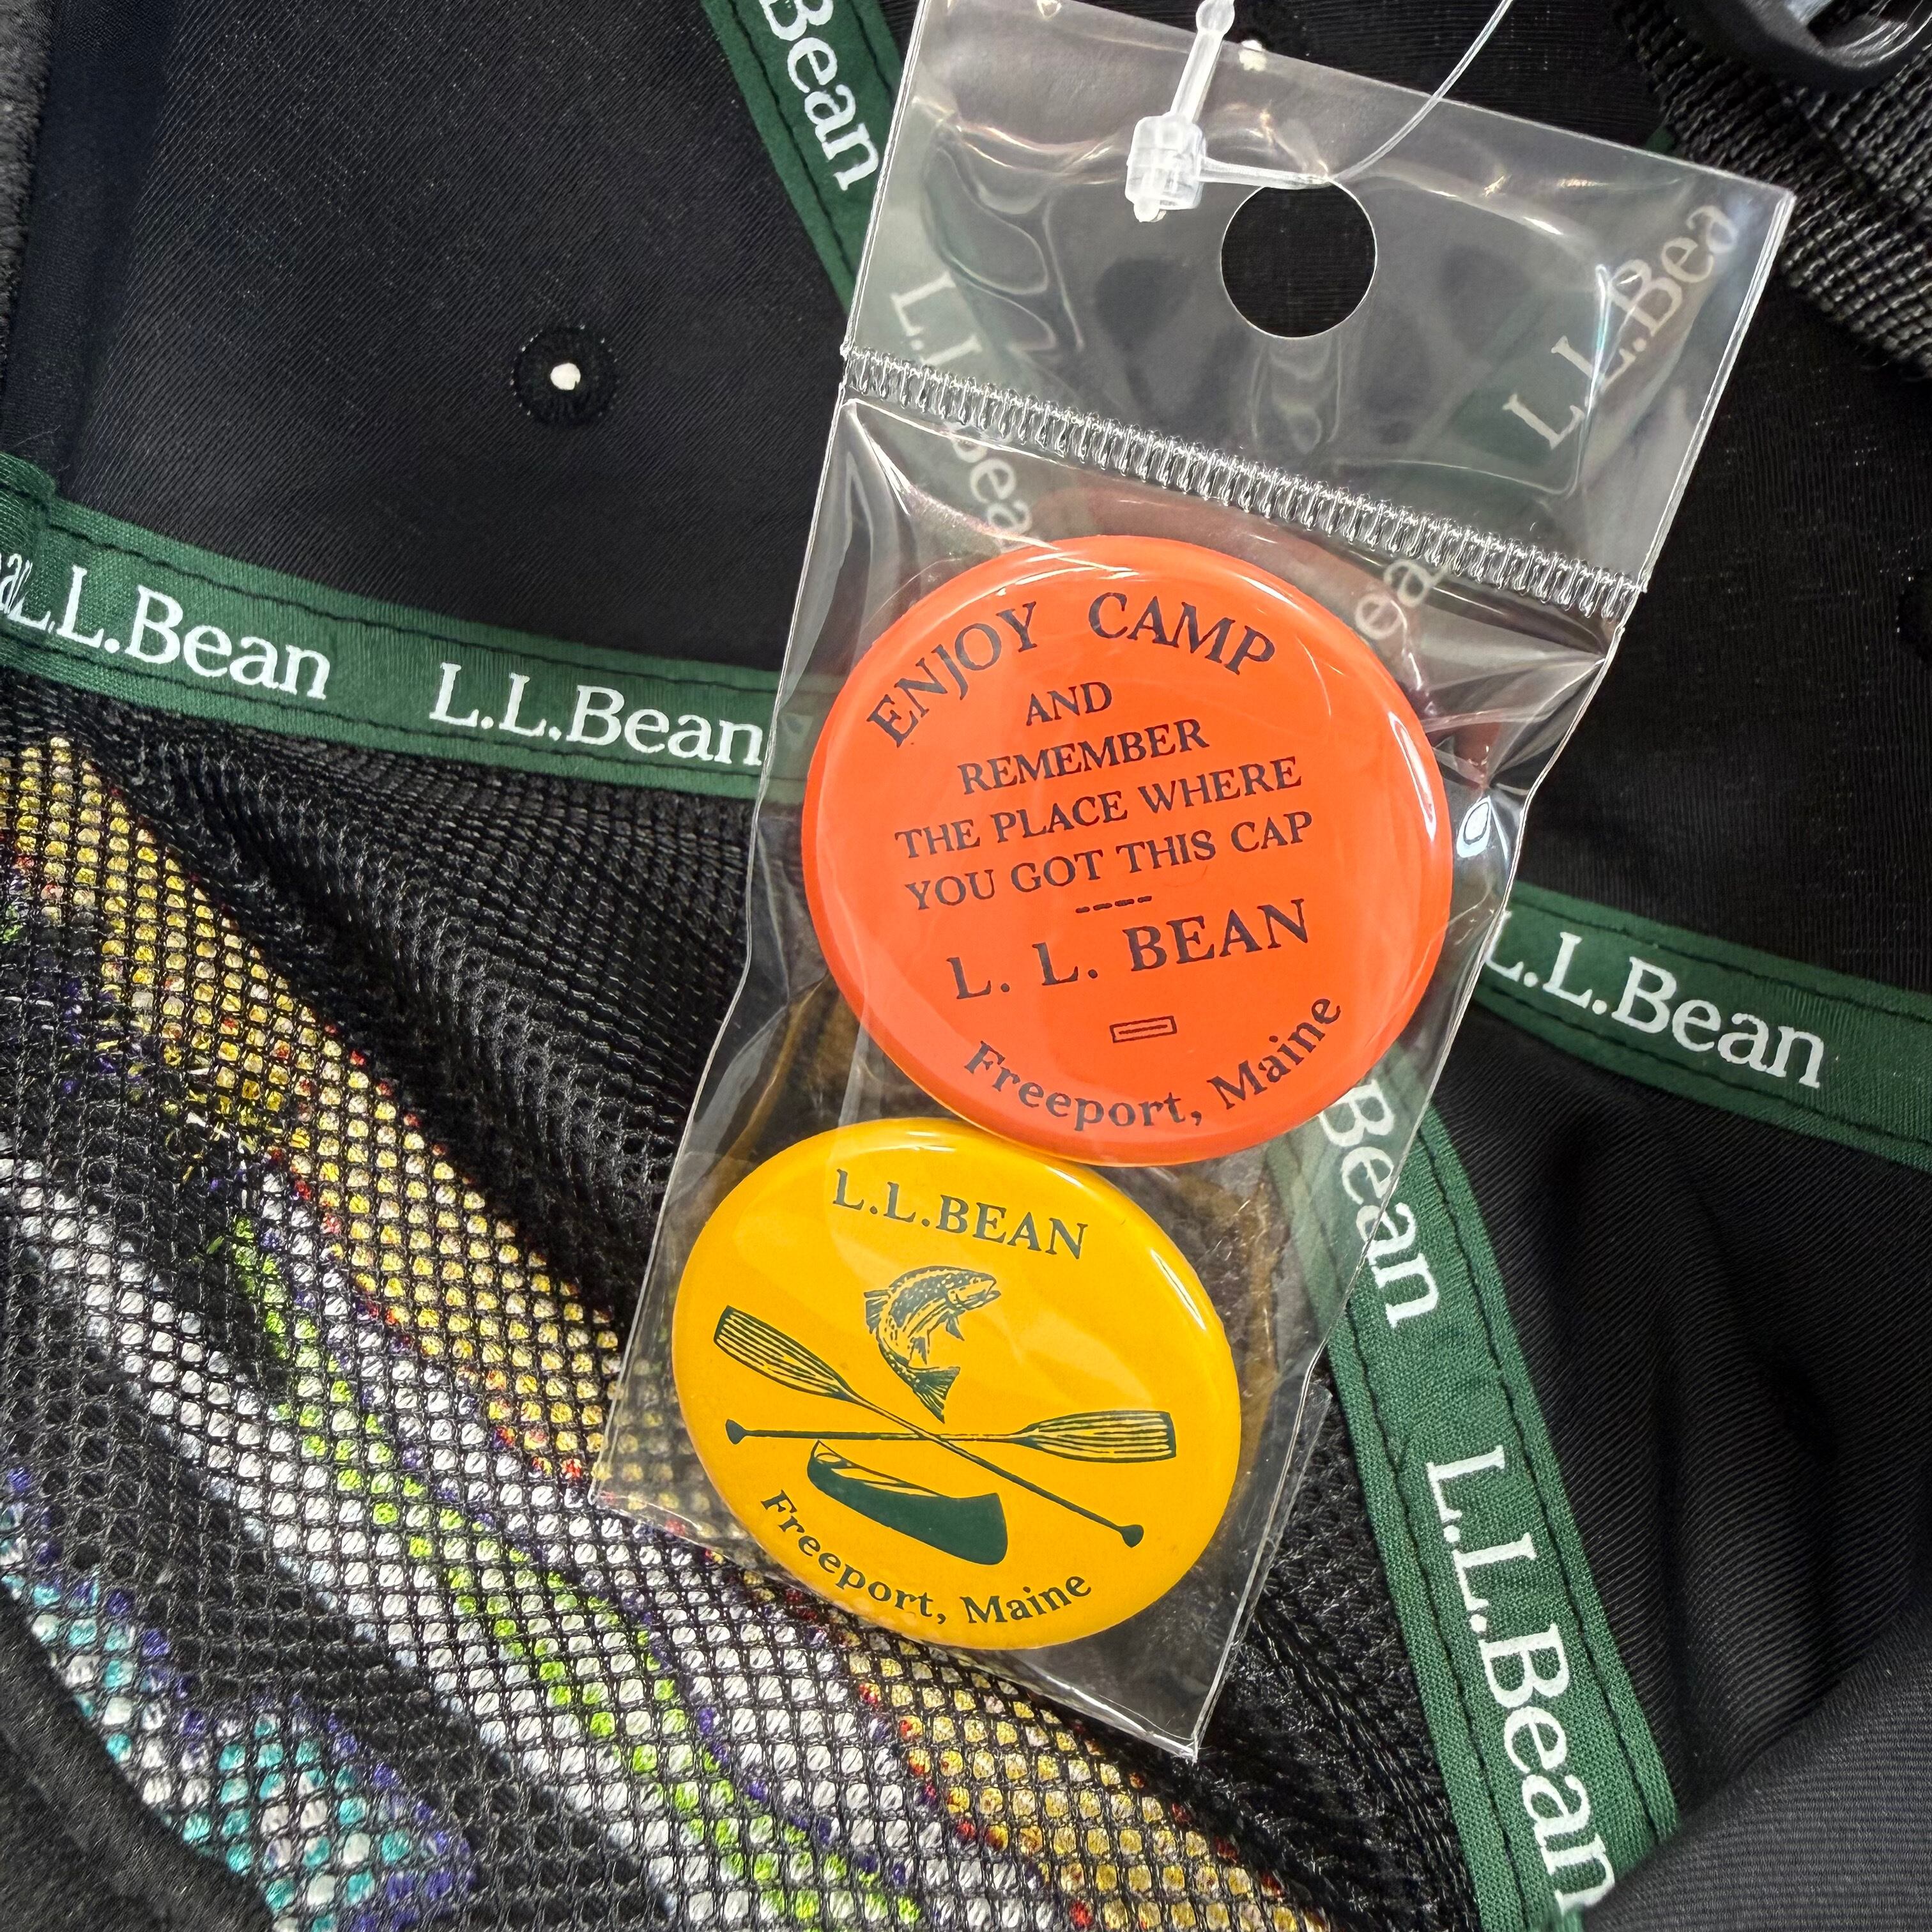 Bean
L.L.Bea
L.L.Bean
L.L.Bean
ENJOY CAMP
AND
REMEMBER
THE PLACE WHERE
YOU GOT THIS CAP
----
L. L. BEAN
Freeport, Maine
L.L.Bean
L.L.BEAN
Freeport, Maine
Bean
L.L.Bean